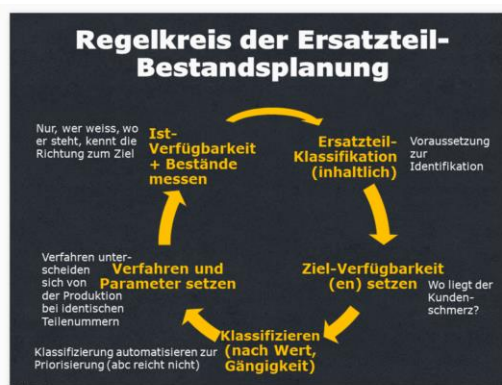 Regelkreis der Ersatzteil-
Bestandsplanung
Nur, wer weiss, wo
er steht, kennt die
Richtung zum Ziel
Ist-
Verfügbarkeit
+ Bestände
messen
Ersatzteil-
Klassifikation
(inhaltlich)
Voraussetzung
zur
Identifikation
Ziel-Verfügbarkeit
(en) setzen
Wo liegt der
Kunden-
schmerz?
Klassifizieren
(nach Wert,
Gängigkeit)
Klassifizierung automatisieren zur
Priorisierung (abc reicht nicht)
Verfahren und
Parameter setzen
Verfahren unter-
scheiden
sich von
der Produktion
bei identischen
Teilenummern